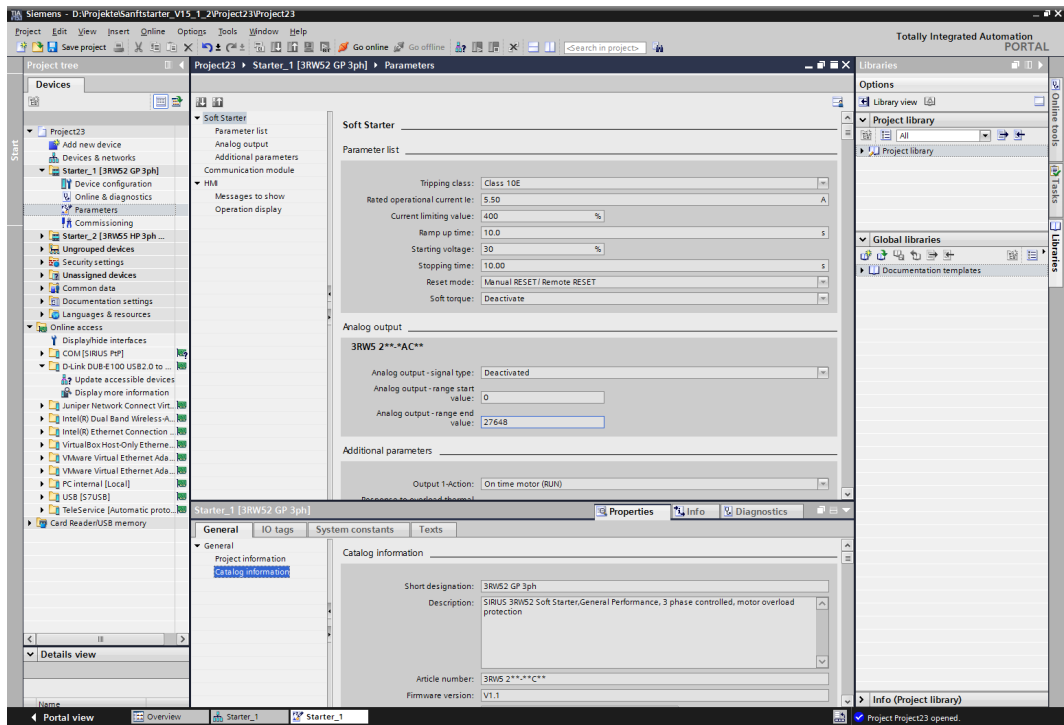 Siemens - D:\Projekte\Sanftstarter_V15_1_2\Project23\Project23
Project Edit View Insert Online Options Tools Window Help
Totally Integrated Automation
PORTAL
Save project
Go online
Go offline
<Search in project>
Project tree
Project23 Starter_1 [3RW52 GP 3ph] Parameters
Libraries
Devices
Options
Library view
Start
Project23
Add new device
Devices & networks
Starter_1 [3RW52 GP 3ph]
Device configuration
Online & diagnostics
Parameters
Commissioning
Starter_2 [3RW55 HP 3ph ...
Ungrouped devices
Security settings
Unassigned devices
Common data
Documentation settings
Languages & resources
Online access
Display/hide interfaces
COM [SIRIUS PtP]
D-Link DUB-E100 USB2.0 to ...
Update accessible devices
Display more information
Juniper Network Connect Virt...
Intel(R) Dual Band Wireless-A...
Intel(R) Ethernet Connection ...
VirtualBox Host-Only Etherne...
VMware Virtual Ethernet Ada...
VMware Virtual Ethernet Ada...
PC internal [Local]
USB [S7USB]
TeleService [Automatic proto...
Card Reader/USB memory
Details view
Name
Soft Starter
Parameter list
Analog output
Additional parameters
Communication module
HMI
Messages to show
Operation display
Soft Starter
Parameter list
Tripping class: Class 10E
Rated operational current Ie: 5.50 A
Current limiting value: 400 %
Ramp up time: 10.0 s
Starting voltage: 30 %
Stopping time: 10.00 s
Reset mode: Manual RESET/ Remote RESET
Soft torque: Deactivate
Analog output
3RW5 2**-*AC**
Analog output - signal type: Deactivated
Analog output - range start
value: 0
Analog output - range end
value: 27648
Additional parameters
Output 1-Action: On time motor (RUN)
Response to overload thermal
Starter_1 [3RW52 GP 3ph]
Properties
Info
Diagnostics
General IO tags System constants Texts
General
Project information
Catalog information
Catalog information
Short designation: 3RW52 GP 3ph
Description: SIRIUS 3RW52 Soft Starter,General Performance, 3 phase controlled, motor overload
protection
Article number: 3RW5 2**-**C**
Firmware version: V1.1
Project library
All
Project library
Global libraries
Documentation templates
Info (Project library)
Online tools
Tasks
Libraries
Portal view
Overview
Starter_1
Starter_1
Project Project23 opened.